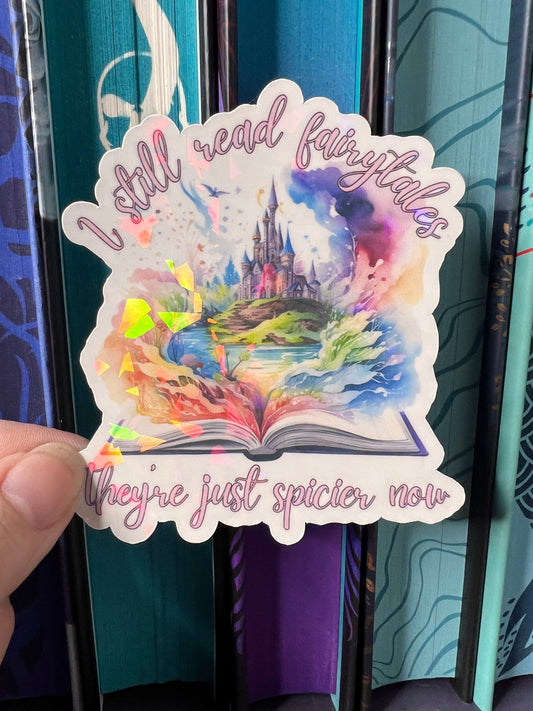 I still read fairytales
they're just spicier now